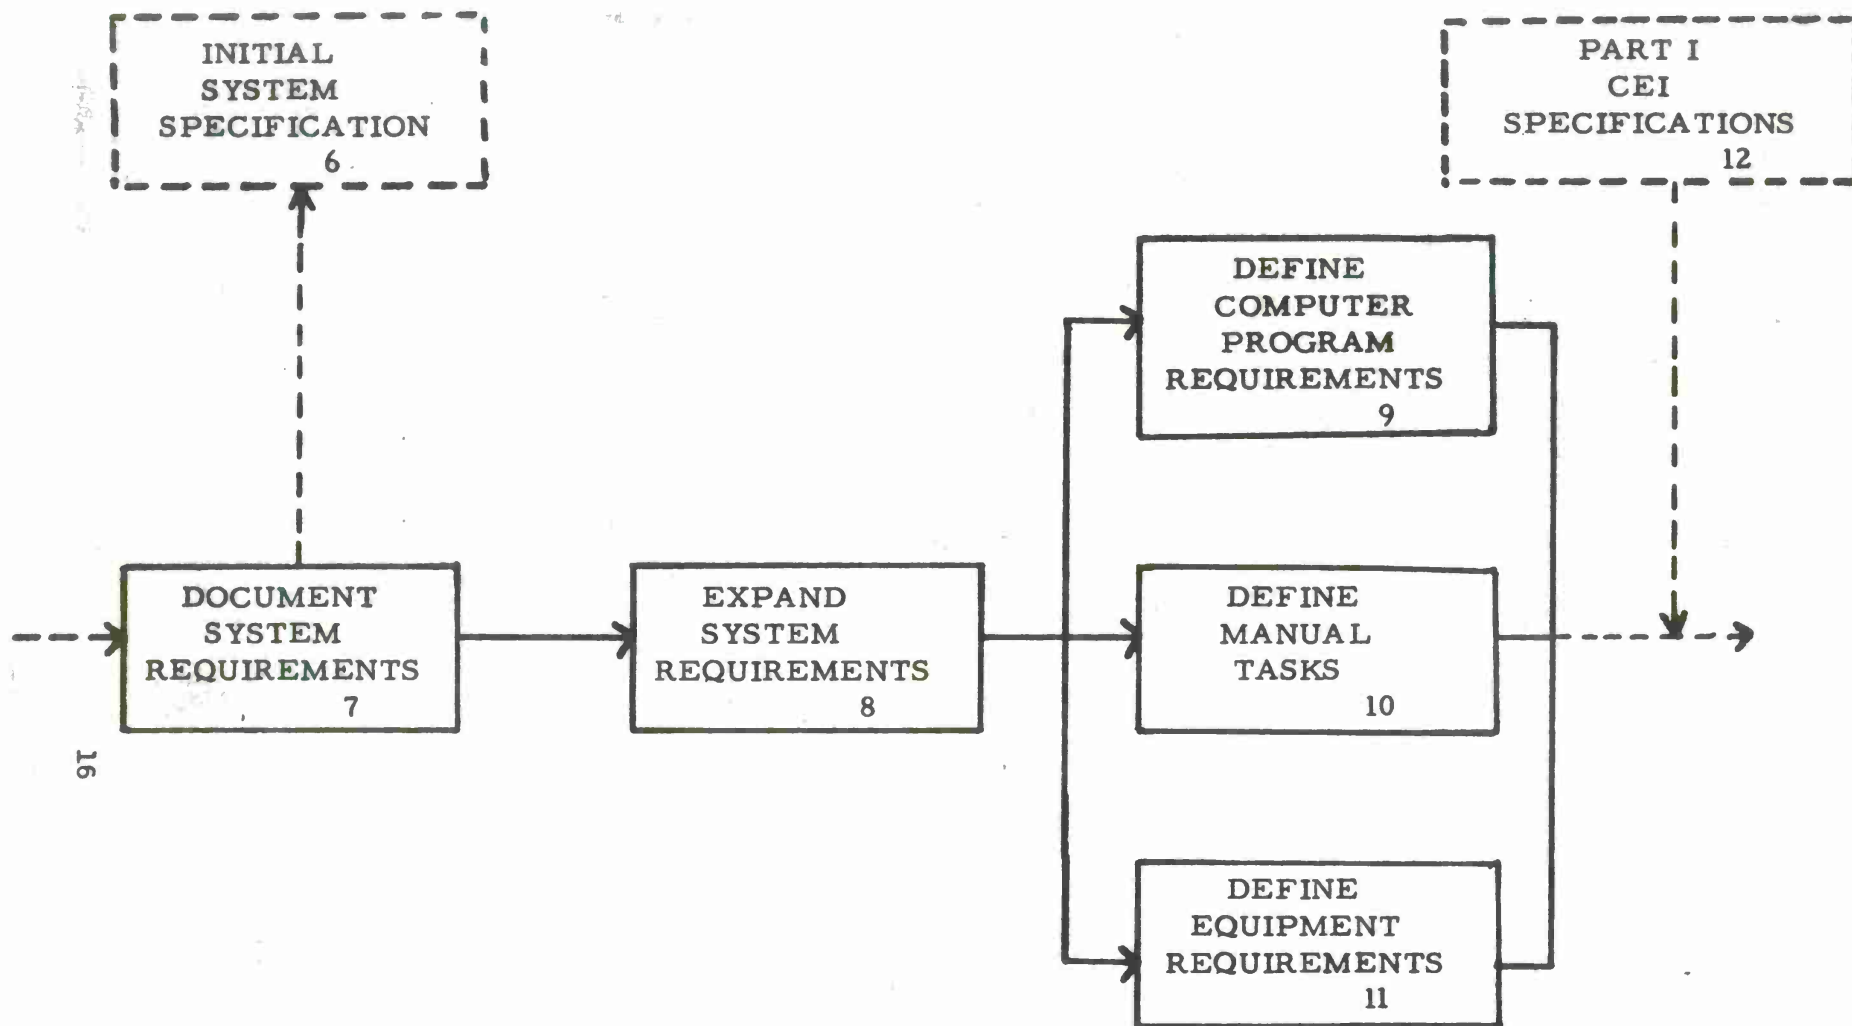 INITIAL
SYSTEM
SPECIFICATION
6
PART I
CEI
SPECIFICATIONS
12
DEFINE
COMPUTER
PROGRAM
REQUIREMENTS
9
DOCUMENT
SYSTEM
REQUIREMENTS
7
EXPAND
SYSTEM
REQUIREMENTS
8
DEFINE
MANUAL
TASKS
10
DEFINE
EQUIPMENT
REQUIREMENTS
11
16